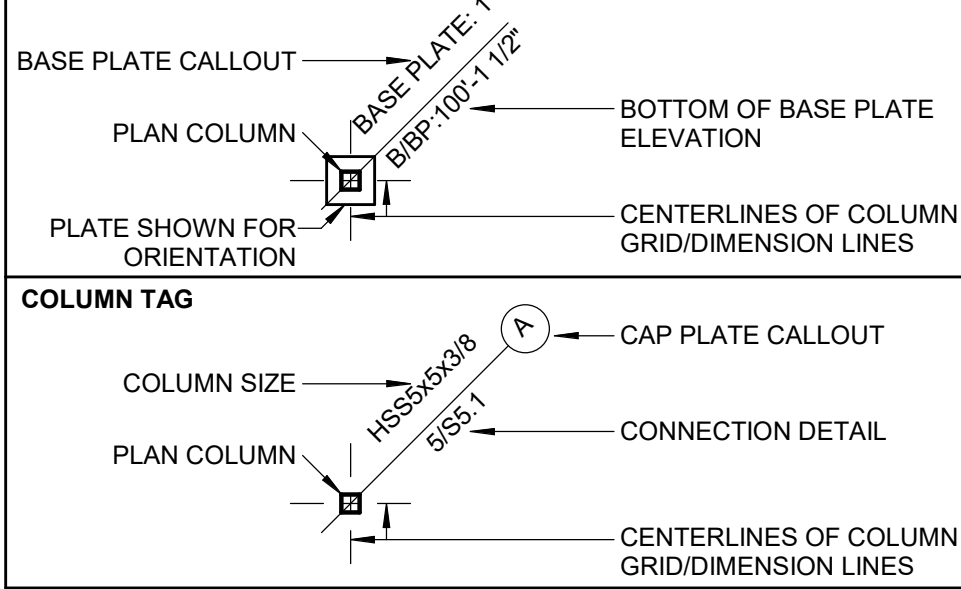 BASE PLATE CALLOUT
BASE PLATE: 1
B/BP:100'-1 1/2"
PLAN COLUMN
BOTTOM OF BASE PLATE
ELEVATION
PLATE SHOWN FOR
ORIENTATION
CENTERLINES OF COLUMN
GRID/DIMENSION LINES
COLUMN TAG
A
CAP PLATE CALLOUT
COLUMN SIZE
HSS5x5x3/8
5/S5.1
CONNECTION DETAIL
PLAN COLUMN
CENTERLINES OF COLUMN
GRID/DIMENSION LINES